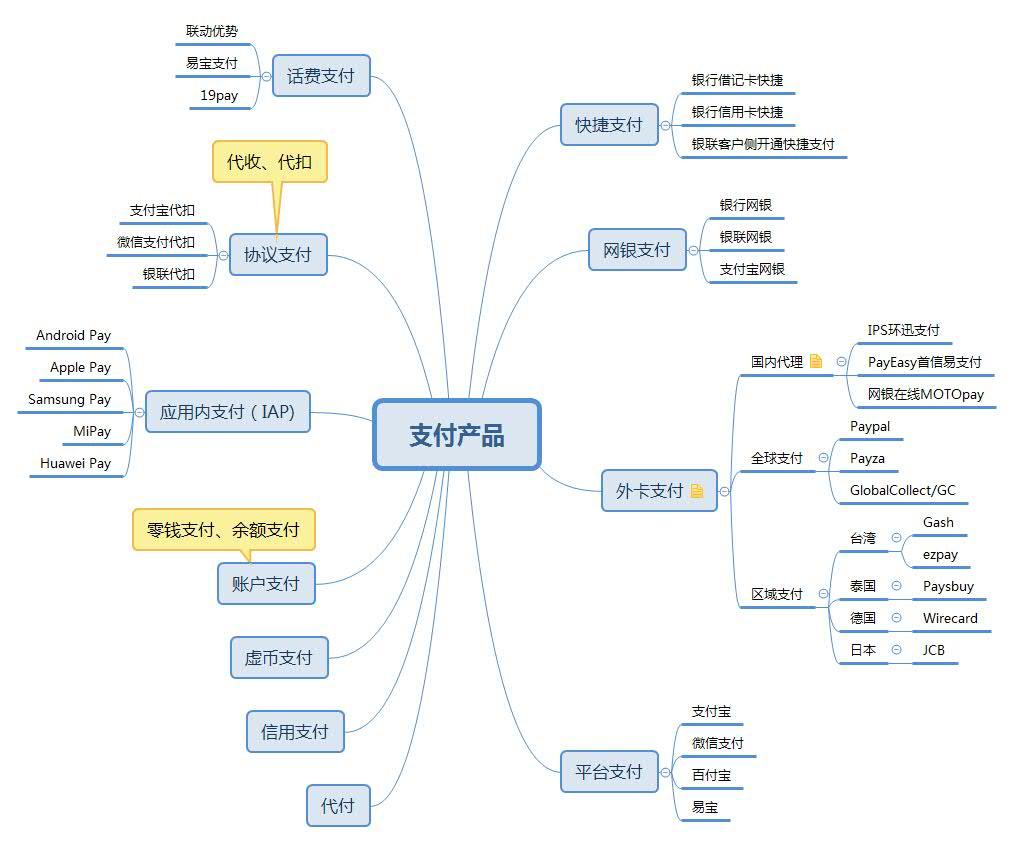 支付产品
话费支付
联动优势
易宝支付
19pay
代收、代扣
协议支付
支付宝代扣
微信支付代扣
银联代扣
应用内支付（IAP)
Android Pay
Apple Pay
Samsung Pay
MiPay
Huawei Pay
零钱支付、余额支付
账户支付
虚币支付
信用支付
代付
快捷支付
银行借记卡快捷
银行信用卡快捷
银联客户侧开通快捷支付
网银支付
银行网银
银联网银
支付宝网银
外卡支付
国内代理
IPS环迅支付
PayEasy首信易支付
网银在线MOTOpay
全球支付
Paypal
Payza
GlobalCollect/GC
区域支付
台湾
Gash
ezpay
泰国
Paysbuy
德国
Wirecard
日本
JCB
平台支付
支付宝
微信支付
百付宝
易宝